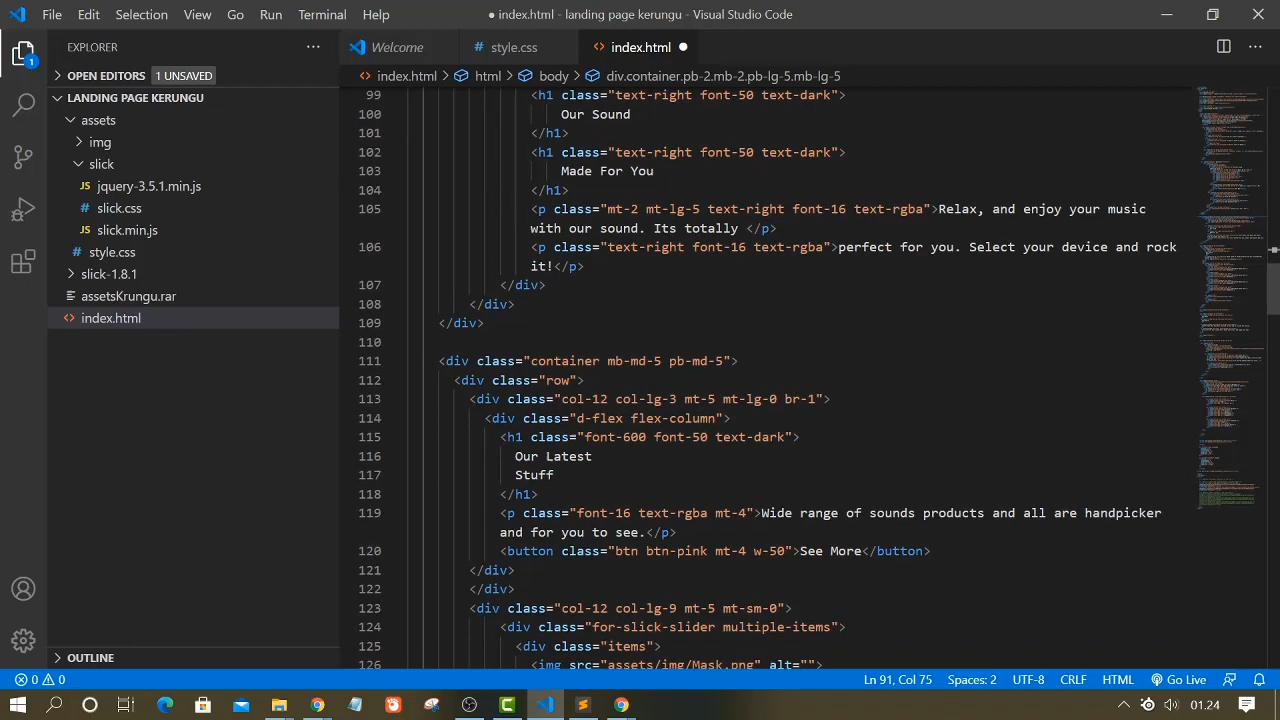 File Edit Selection View Go Run Terminal Help
● index.html - landing page kerungu - Visual Studio Code
EXPLORER
Welcome
# style.css
<> index.html
1
OPEN EDITORS 1 UNSAVED
<> index.html > html > body > div.container.pb-2.mb-2.pb-lg-5.mb-lg-5
LANDING PAGE KERUNGU
assets
img
slick
JS jquery-3.5.1.min.js
# slick.css
JS slick.min.js
# style.css
slick-1.8.1
assetsKrungu.rar
<> index.html
OUTLINE
99 <h1 class="text-right font-50 text-dark">
100 Our Sound
101 </h1>
102 class="text-right font-50 text-dark">
103 Made For You
104 h1>
105 class="mt-2 mt-lg- text-right -16 text-rgba"> and enjoy your music
our store. Its really </p>
106 class="text-right font-16 text-rgba">perfect for you select your device and rock
</p>
107 div>
108 </div>
109 </div>
110
111 div class="container mb-md-5 pb-md-5">
112 <div class="row">
113 <div class="col-12 col-lg-3 mt-5 mt-lg-0 br-1">
114 <div class="d-flex flex-column">
115 <h1 class="font-600 font-50 text-dark">
116 Our Latest
117 Stuff
118 </h1>
119 <p class="font-16 text-rgba mt-4">Wide range of sounds products and all are handpicker
and for you to see.</p>
120 <button class="btn btn-pink mt-4 w-50">See More</button>
121 </div>
122 </div>
123 <div class="col-12 col-lg-9 mt-5 mt-sm-0">
124 <div class="for-slick-slider multiple-items">
125 <div class="items">
126 <img src="assets/img/Mask.png" alt="">
0 0 Ln 91, Col 75 Spaces: 2 UTF-8 CRLF HTML Go Live
01:24